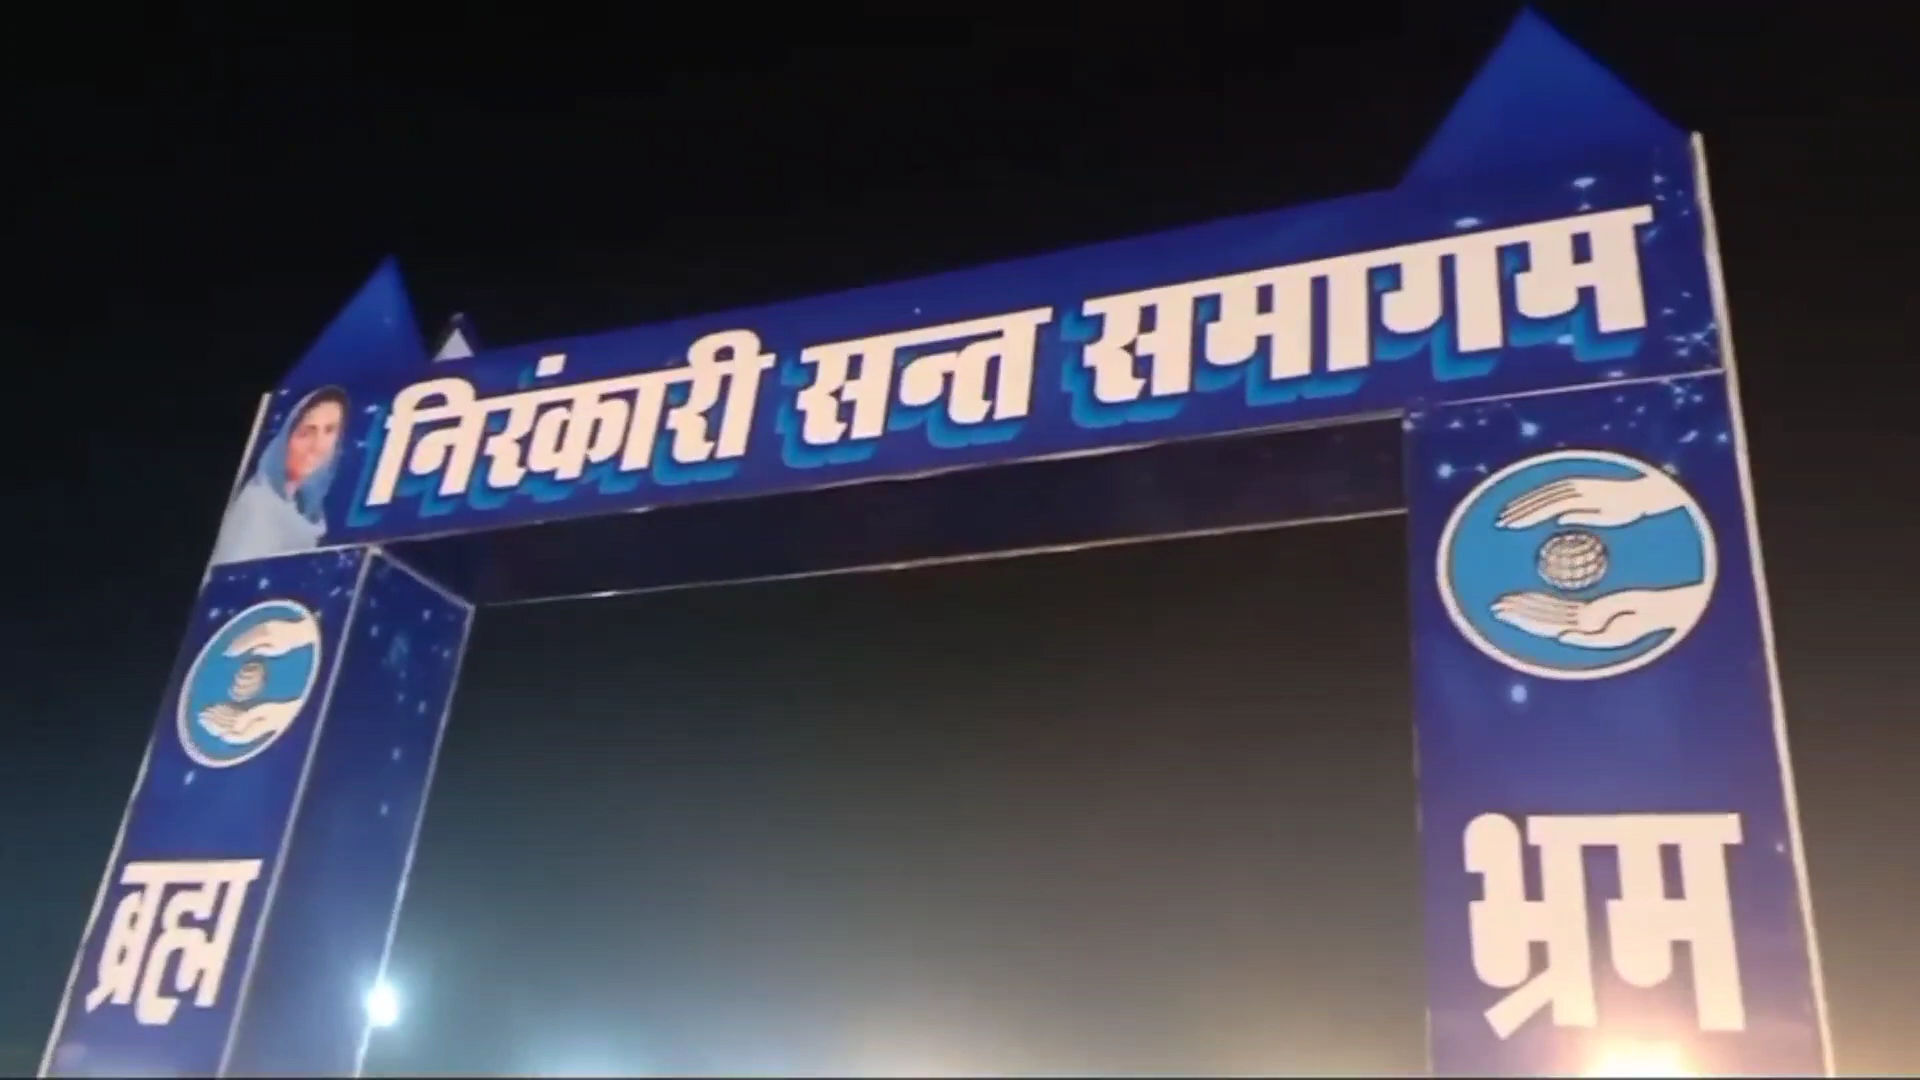 निरंकारी सन्त समागम
ब्रह्म
भ्रम